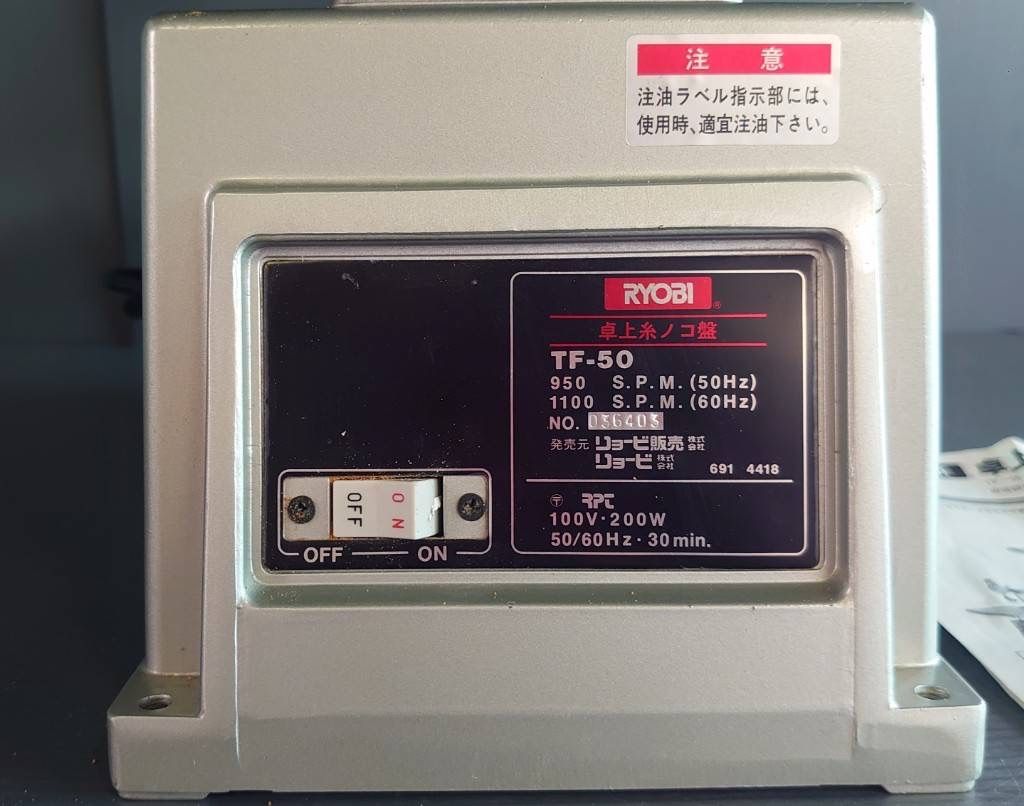 注 意
注油ラベル指示部には、
使用時、適宜注油下さい。
RYOBI®
卓上糸ノコ盤
TF-50
950 S.P.M.(50Hz)
1100 S.P.M.(60Hz)
NO. 036403
発売元 リョービ販売株式会社
リョービ株式会社
691 4418
〒 RPC
100V・200W
50/60Hz・30min.
OFF ON
OFF ON
卓上